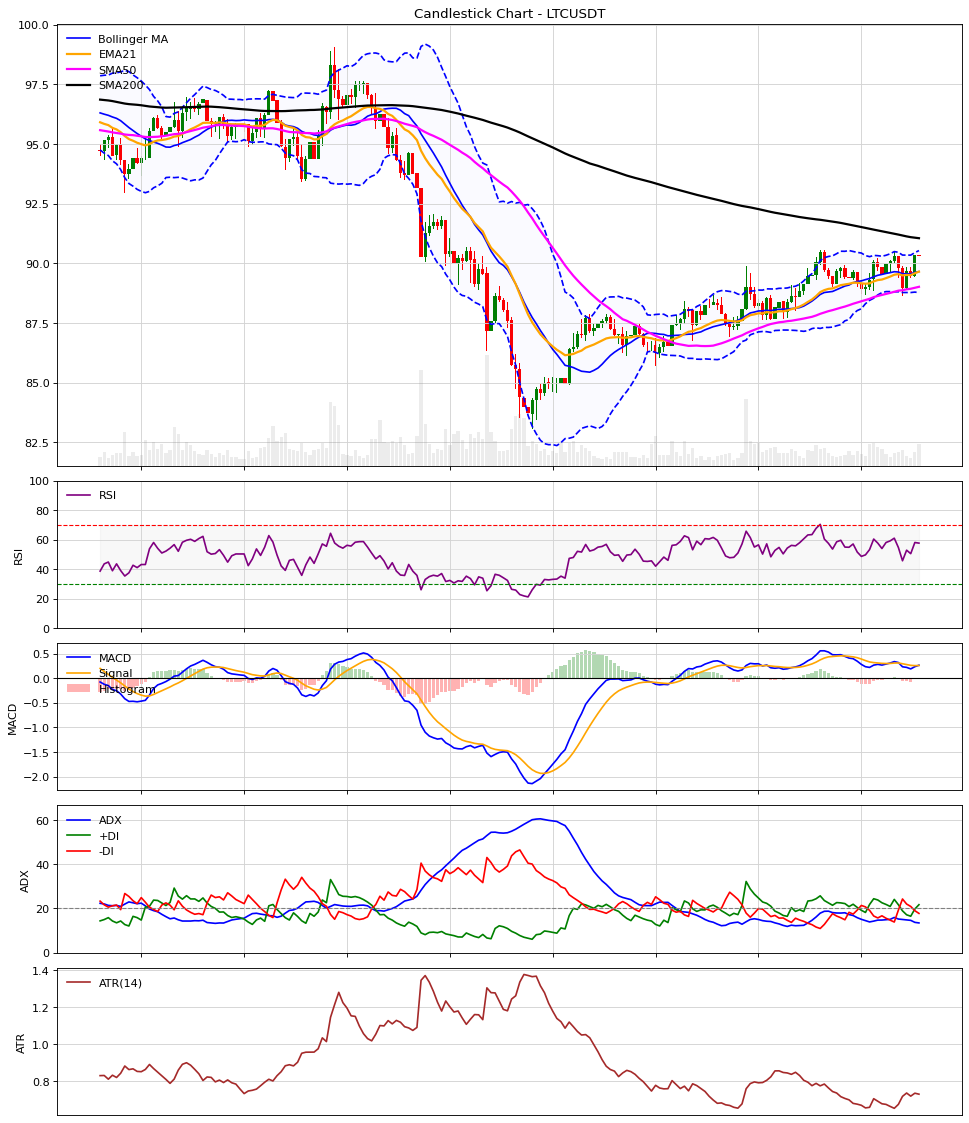 Candlestick Chart - LTCUSDT
100.0
97.5
95.0
92.5
90.0
87.5
85.0
82.5
Bollinger MA
EMA21
SMA50
SMA200
RSI
100
80
60
40
20
0
RSI
MACD
0.5
0.0
−0.5
−1.0
−1.5
−2.0
MACD
Signal
Histogram
ADX
60
40
20
0
ADX
+DI
-DI
ATR
1.4
1.2
1.0
0.8
ATR(14)